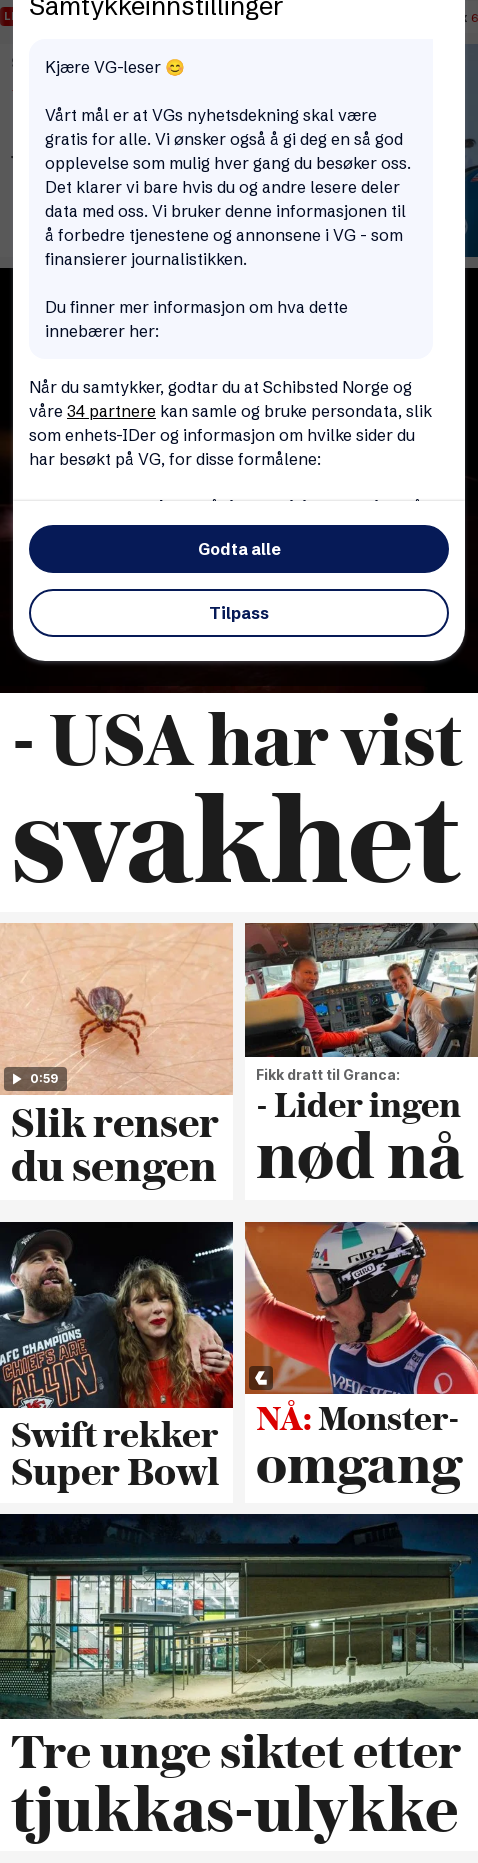 Samtykkeinnstillinger
Kjære VG-leser 😊
Vårt mål er at VGs nyhetsdekning skal være
gratis for alle. Vi ønsker også å gi deg en så god
opplevelse som mulig hver gang du besøker oss.
Det klarer vi bare hvis du og andre lesere deler
data med oss. Vi bruker denne informasjonen til
å forbedre tjenestene og annonsene i VG - som
finansierer journalistikken.
Du finner mer informasjon om hva dette
innebærer her:
Når du samtykker, godtar du at Schibsted Norge og
våre 34 partnere kan samle og bruke persondata, slik
som enhets-IDer og informasjon om hvilke sider du
har besøkt på VG, for disse formålene:
Godta alle
Tilpass
- USA har vist
svakhet
0:59
Slik renser
du sengen
Fikk dratt til Granca:
- Lider ingen
nød nå
AFC CHAMPIONS
CHIEFS ARE
ALL IN
Swift rekker
Super Bowl
GIRO
GIRO
VREDESTEIN
NÅ: Monster-
omgang
Tre unge siktet etter
tjukkas-ulykke